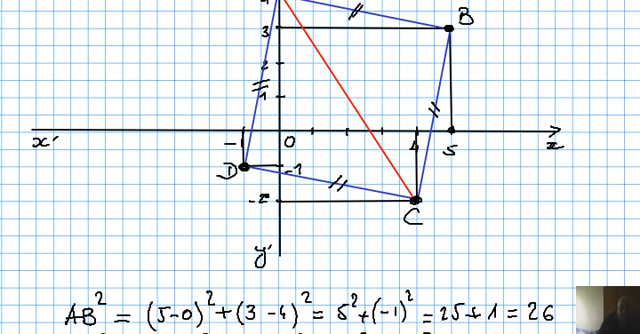 4
B
3
2
1
x'
-1
0
4
5
x
D
-1
-2
C
y'
AB² = (5-0)²+(3-4)² = 5²+(-1)² = 25+1 = 26